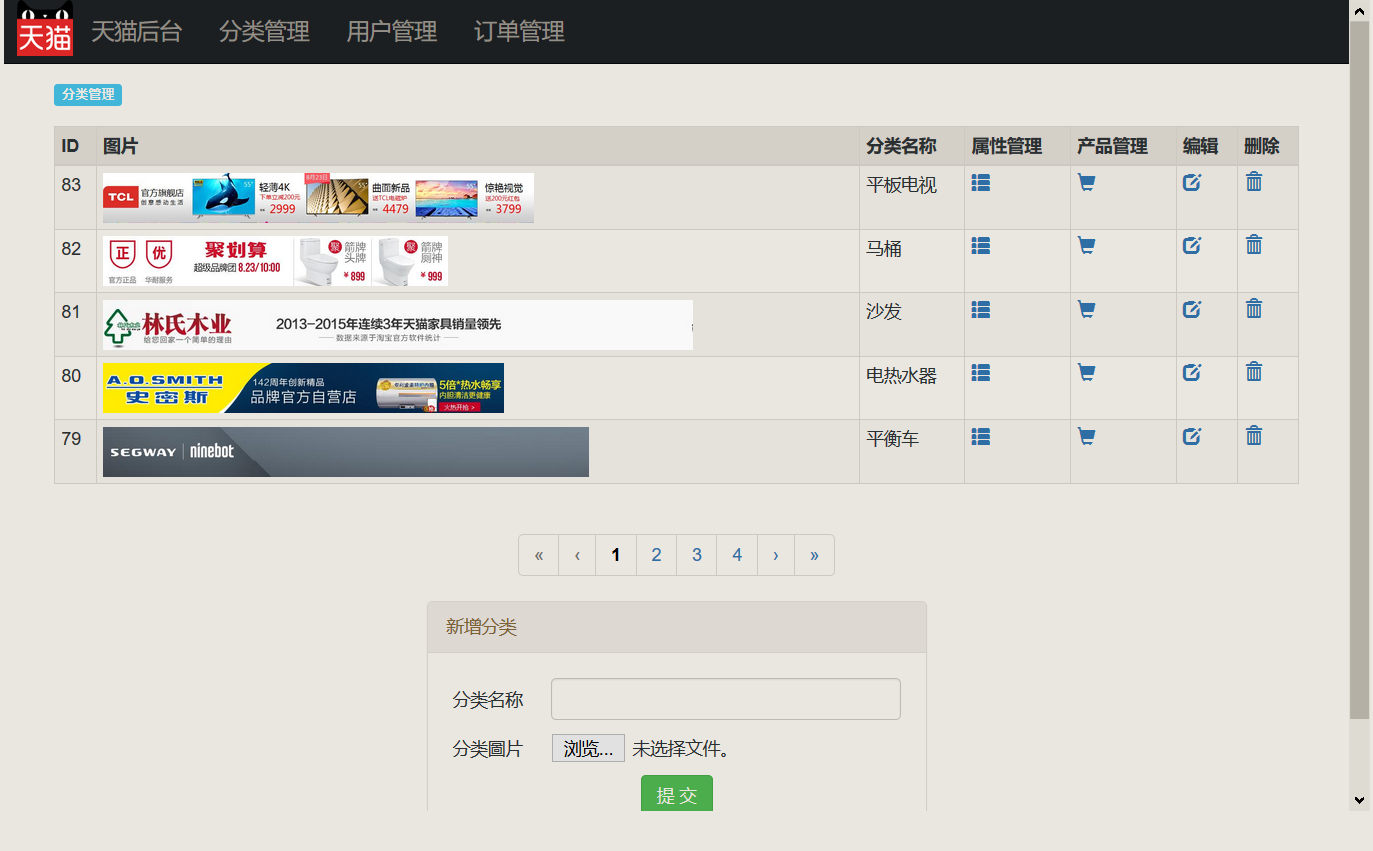 天猫 天猫后台 分类管理 用户管理 订单管理
分类管理
ID 图片 分类名称 属性管理 产品管理 编辑 删除
83 平板电视
TCL 官方旗舰店 创意感动生活
55" 轻薄4K 下单立减200元 2999
8月23日 55" 曲面新品 送TCL电磁炉 4479
55" 惊艳视觉 送200元红包 3799
82 马桶
正 官方正品
优 华耐服务
聚划算
超级品牌团 8.23/10:00
聚 箭牌头牌 ¥899
聚 箭牌厕神 ¥999
81 沙发
林氏木业
给您回家一个简单的理由
2013-2015年连续3年天猫家具销量领先
数据来源于淘宝官方软件统计
80 电热水器
A.O.SMITH
史密斯
142周年创新精品
品牌官方自营店
5倍*热水畅享
内胆清洁更健康
火热开抢 >
79 平衡车
SEGWAY | ninebot
« ‹ 1 2 3 4 › »
新增分类
分类名称
分类圖片 浏览... 未选择文件。
提 交